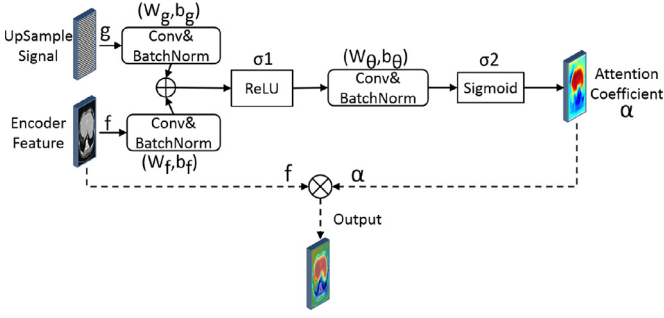 (Wg,bg)
UpSample
Signal
g
Conv&
BatchNorm
σ1
ReLU
(Wθ,bθ)
Conv&
BatchNorm
σ2
Sigmoid
Attention
Coefficient
α
Encoder
Feature
f
Conv&
BatchNorm
(Wf,bf)
f
α
Output